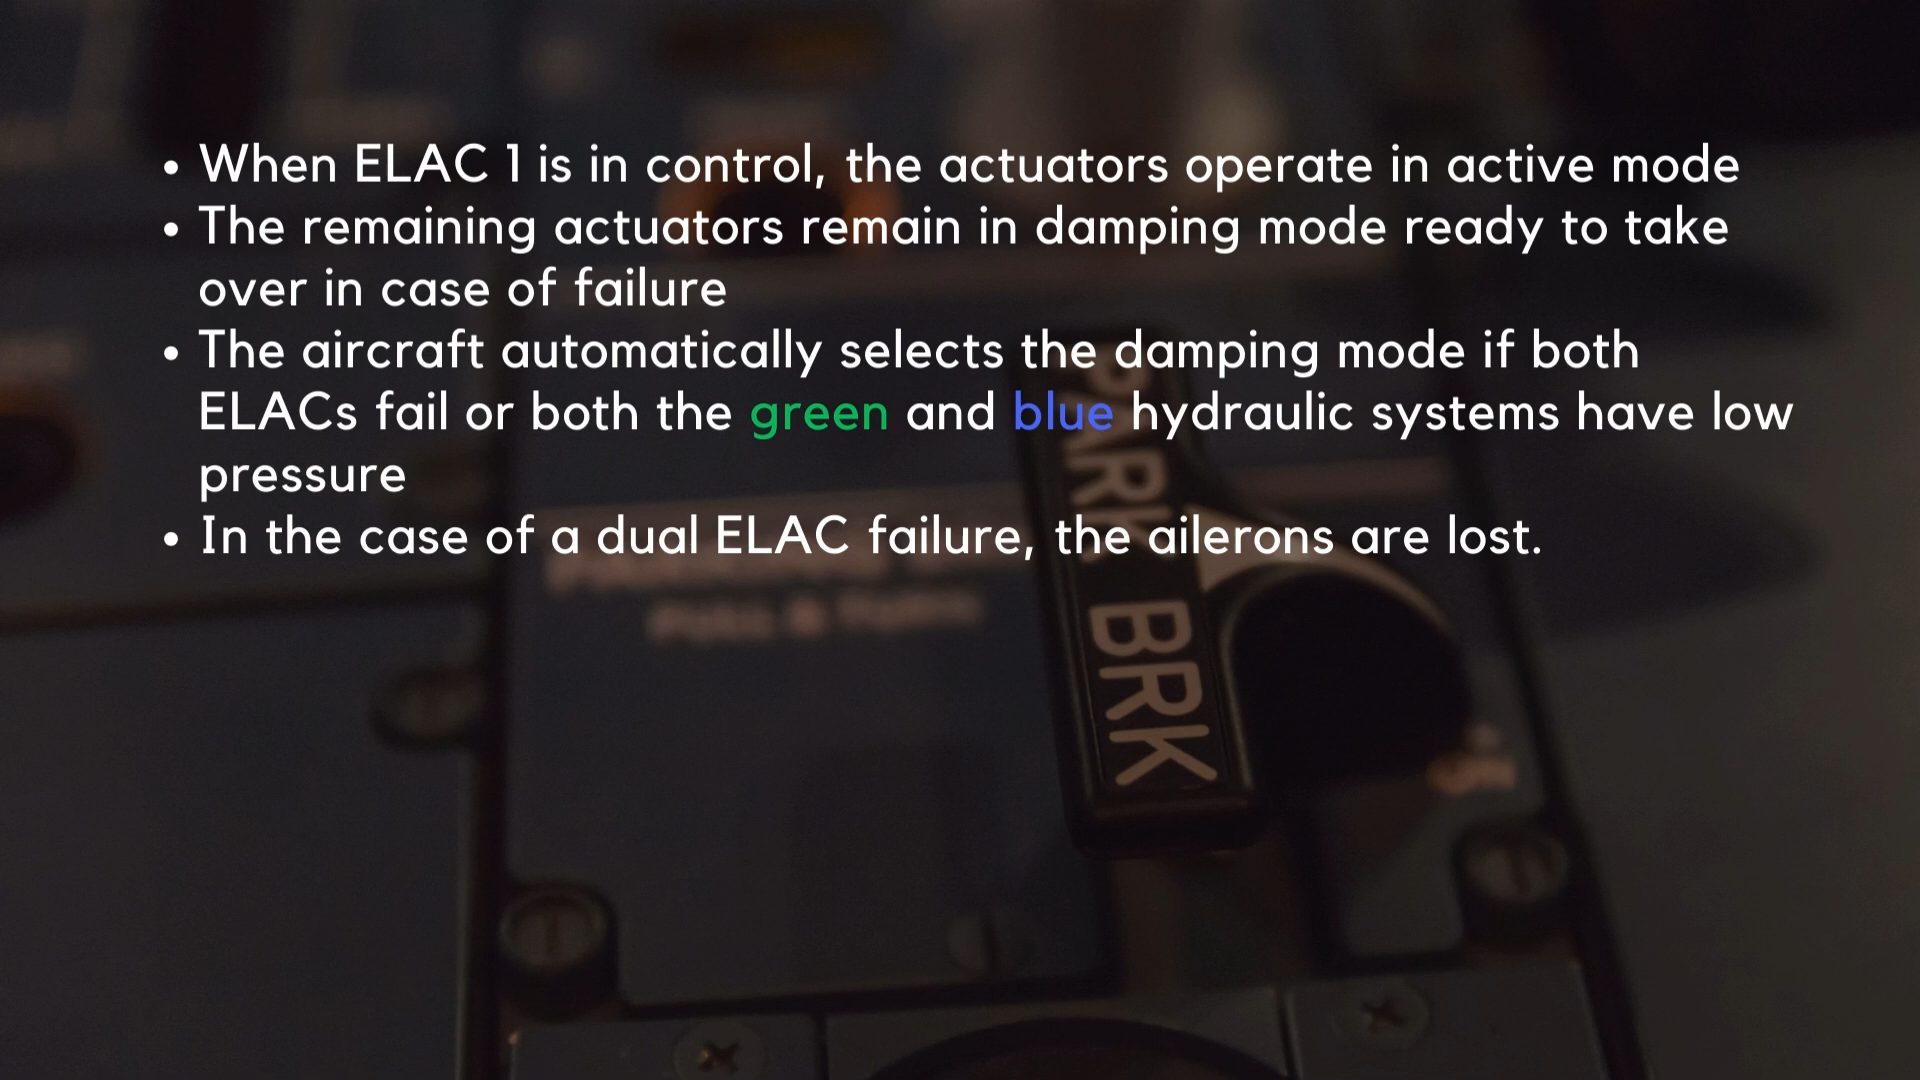 • When ELAC 1 is in control, the actuators operate in active mode
• The remaining actuators remain in damping mode ready to take
over in case of failure
• The aircraft automatically selects the damping mode if both
ELACs fail or both the green and blue hydraulic systems have low
pressure
• In the case of a dual ELAC failure, the ailerons are lost.
PARK BRK
ON